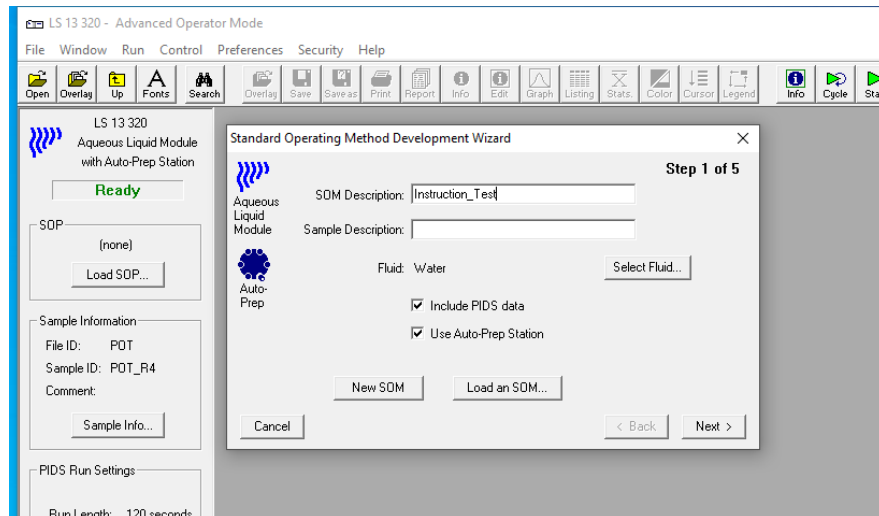 LS 13 320 - Advanced Operator Mode
File Window Run Control Preferences Security Help
Open Overlay Up Fonts Search Overlay Save Save as Print Report Info Edit Graph Listing Stats. Color Cursor Legend Info Cycle Sta
LS 13 320
Aqueous Liquid Module
with Auto-Prep Station
Ready
SOP
(none)
Load SOP...
Sample Information
File ID: POT
Sample ID: POT_R4
Comment:
Sample Info...
PIDS Run Settings
Run Length: 120 seconds
Standard Operating Method Development Wizard
Step 1 of 5
Aqueous
Liquid
Module
SOM Description: Instruction_Test
Sample Description:
Auto-
Prep
Fluid: Water
Select Fluid...
Include PIDS data
Use Auto-Prep Station
New SOM Load an SOM...
Cancel < Back Next >